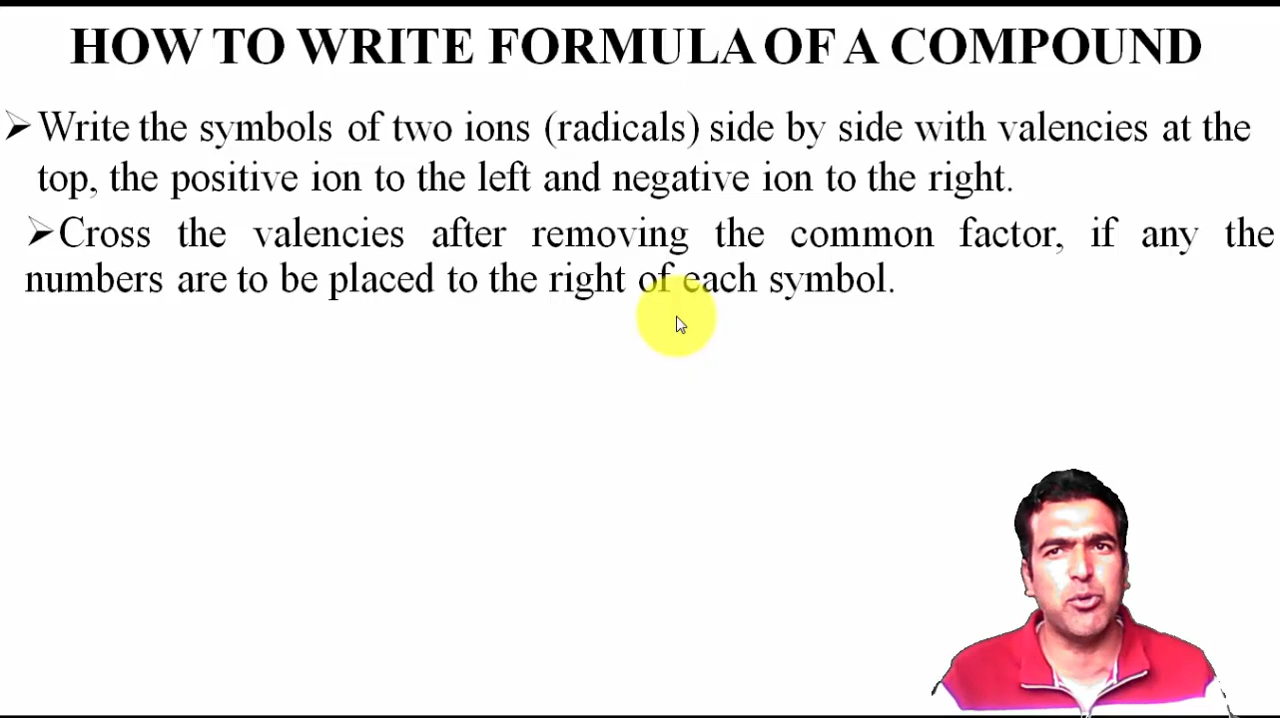 HOW TO WRITE FORMULA OF A COMPOUND
➢Write the symbols of two ions (radicals) side by side with valencies at the
top, the positive ion to the left and negative ion to the right.
➢Cross the valencies after removing the common factor, if any the
numbers are to be placed to the right of each symbol.